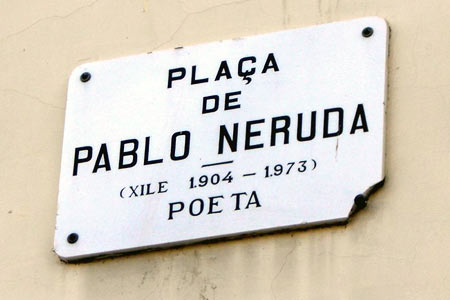 PLAÇA
DE
PABLO NERUDA
(XILE 1.904 - 1.973)
POETA